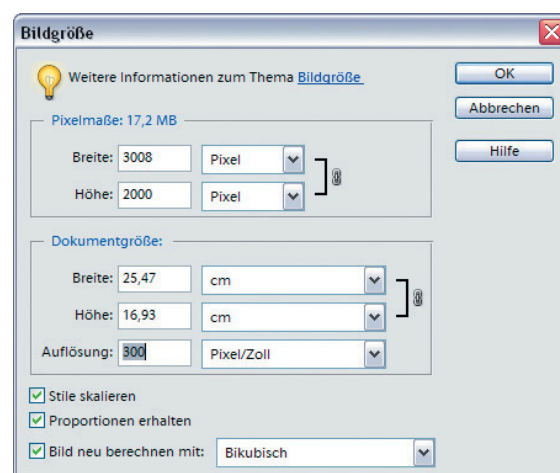 Bildgröße
Weitere Informationen zum Thema Bildgröße
OK
Abbrechen
Hilfe
Pixelmaße: 17,2 MB
Breite: 3008 Pixel
Höhe: 2000 Pixel
Dokumentgröße:
Breite: 25,47 cm
Höhe: 16,93 cm
Auflösung: 300 Pixel/Zoll
Stile skalieren
Proportionen erhalten
Bild neu berechnen mit: Bikubisch